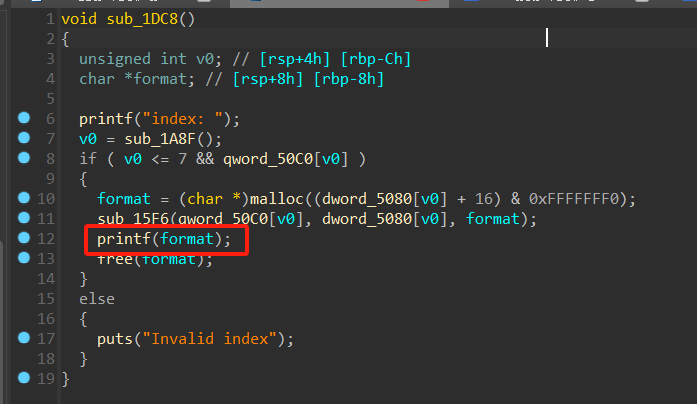 1 void sub_1DC8()
2 {
3 unsigned int v0; // [rsp+4h] [rbp-Ch]
4 char *format; // [rsp+8h] [rbp-8h]
5
6 printf("index: ");
7 v0 = sub_1A8F();
8 if ( v0 <= 7 && qword_50C0[v0] )
9 {
10 format = (char *)malloc((dword_5080[v0] + 16) & 0xFFFFFFF0);
11 sub_15F6(qword_50C0[v0], dword_5080[v0], format);
12 printf(format);
13 free(format);
14 }
15 else
16 {
17 puts("Invalid index");
18 }
19 }